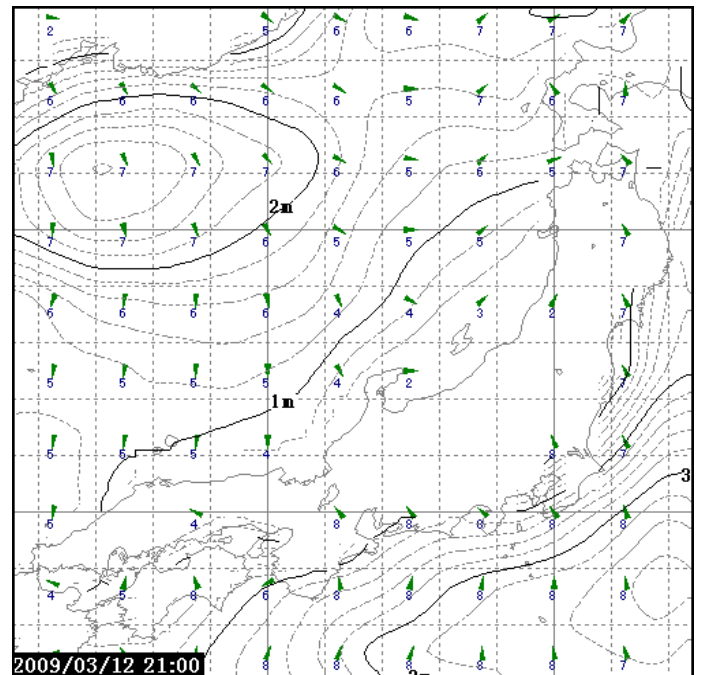 2 5 6 6 7 7 7
6 6 6 6 6 5 7 6 7
7 7 7 7 6 5 6 5 5
2m
7 7 7 6 5 5 5 7
6 6 6 6 4 4 3 2 7
5 5 5 5 4 2 7
1m
5 5 5 4 8 7
3
5 4 8 8 8 8 8
4 5 8 6 8 8 8 8 8
8 8 8 8 8 7
2009/03/12 21:00